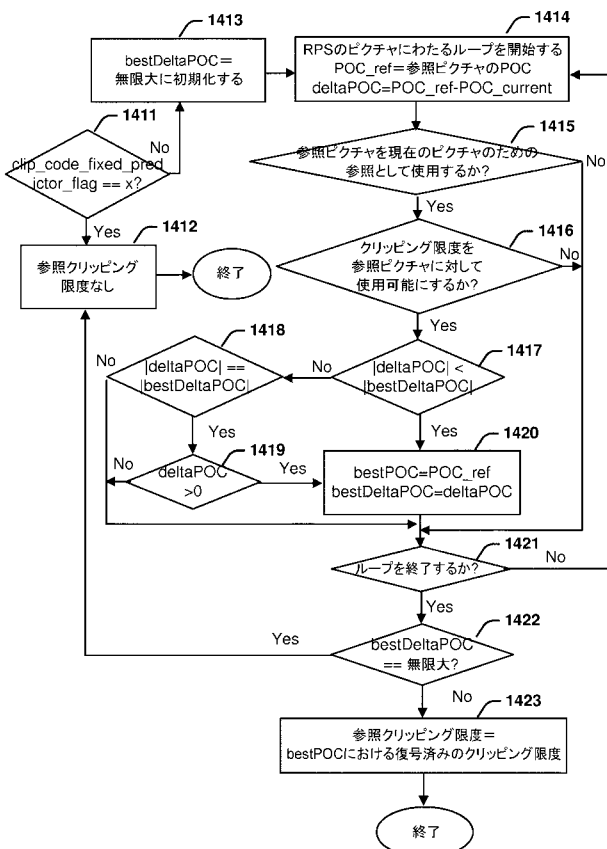 1413
bestDeltaPOC=
無限大に初期化する
1414
RPSのピクチャにわたるループを開始する
POC_ref=参照ピクチャのPOC
deltaPOC=POC_ref-POC_current
1411
clip_code_fixed_pred
ictor_flag == x?
No
Yes
1415
参照ピクチャを現在のピクチャのための
参照として使用するか?
No
Yes
1412
参照クリッピング
限度なし
終了
1416
クリッピング限度を
参照ピクチャに対して
使用可能にするか?
No
Yes
1417
|deltaPOC| <
|bestDeltaPOC|
No
Yes
1418
|deltaPOC| ==
|bestDeltaPOC|
No
Yes
1419
deltaPOC
>0
No
Yes
1420
bestPOC=POC_ref
bestDeltaPOC=deltaPOC
1421
ループを終了するか?
No
Yes
1422
bestDeltaPOC
== 無限大?
Yes
No
1423
参照クリッピング限度=
bestPOCにおける復号済みのクリッピング限度
終了